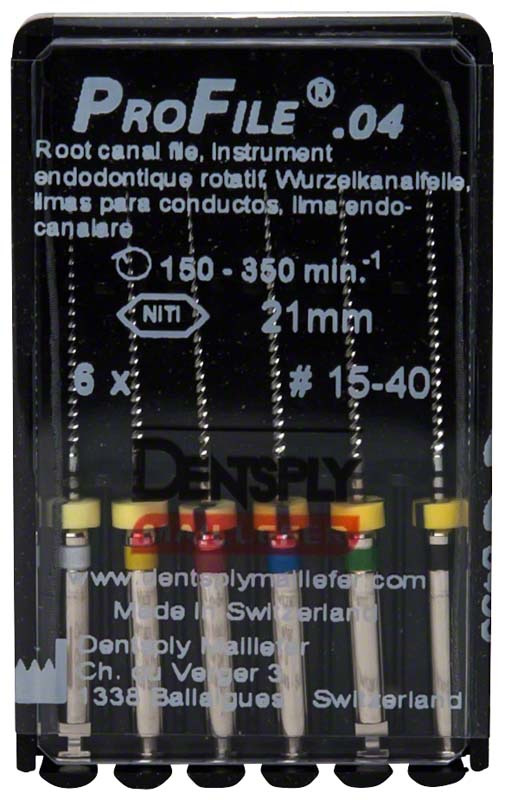 PROFILE® .04
Root canal file, Instrument
endodontique rotatif, Wurzelkanalfeile,
limas para conductos, lima endo-
canalare
150 - 350 min.-1
NITI 21mm
6 x # 15-40
DENTSPLY
MAILLEFER
www.dentsplymaillefer.com
Made in Switzerland
Dentsply Maillefer
Ch. du Verger 3
1338 Ballaigues Switzerland